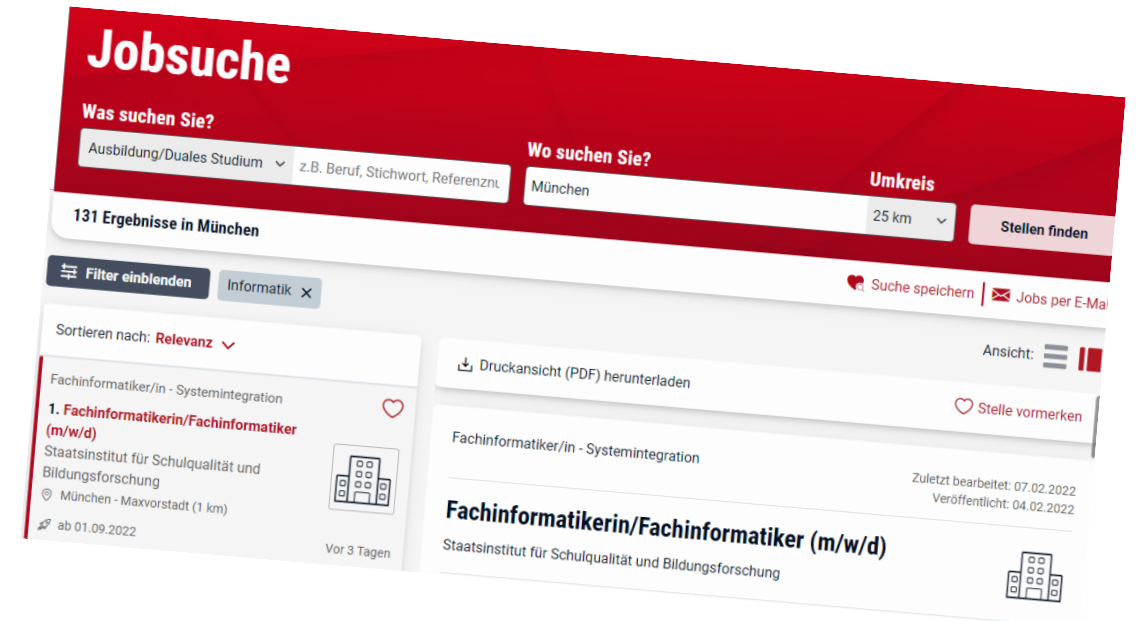 Jobsuche
Was suchen Sie?
Ausbildung/Duales Studium
z.B. Beruf, Stichwort, Referenznu
Wo suchen Sie?
München
Umkreis
25 km
Stellen finden
131 Ergebnisse in München
Filter einblenden
Informatik
Suche speichern
Jobs per E-Mai
Sortieren nach: Relevanz
Ansicht:
Fachinformatiker/in - Systemintegration
1. Fachinformatikerin/Fachinformatiker
(m/w/d)
Staatsinstitut für Schulqualität und
Bildungsforschung
München - Maxvorstadt (1 km)
ab 01.09.2022
Vor 3 Tagen
Druckansicht (PDF) herunterladen
Stelle vormerken
Fachinformatiker/in - Systemintegration
Zuletzt bearbeitet: 07.02.2022
Veröffentlicht: 04.02.2022
Fachinformatikerin/Fachinformatiker (m/w/d)
Staatsinstitut für Schulqualität und Bildungsforschung